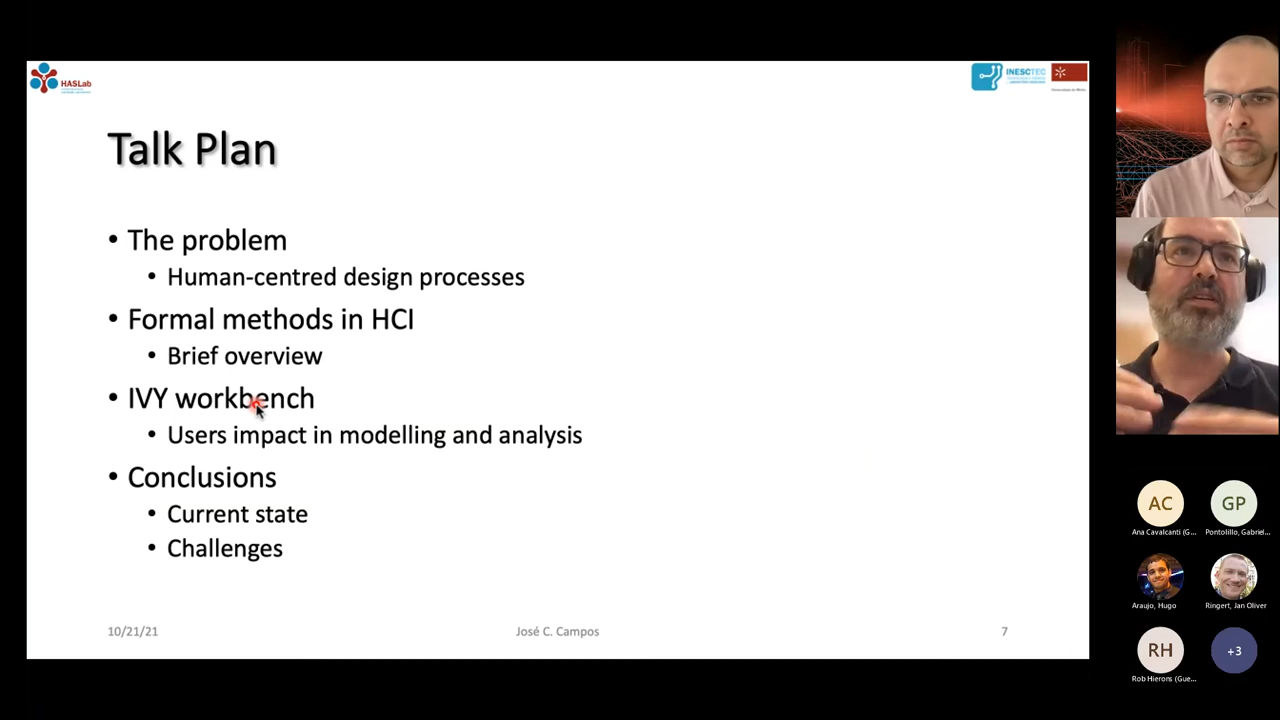 HASLab
INESCTEC
Talk Plan
• The problem
• Human-centred design processes
• Formal methods in HCI
• Brief overview
• IVY workbench
• Users impact in modelling and analysis
• Conclusions
• Current state
• Challenges
10/21/21
José C. Campos
7
AC
GP
Ana Cavalcanti (G...
Pontolillo, Gabriel...
Araujo, Hugo
Ringert, Jan Oliver
RH
+3
Rob Hierons (Gue...